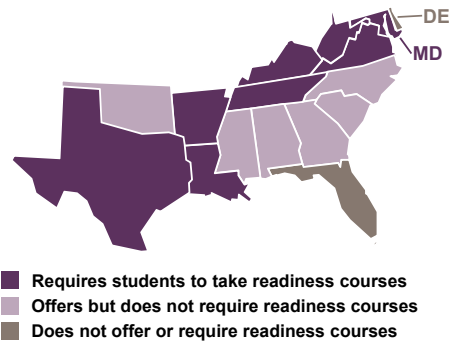 DE
MD
Requires students to take readiness courses
Offers but does not require readiness courses
Does not offer or require readiness courses